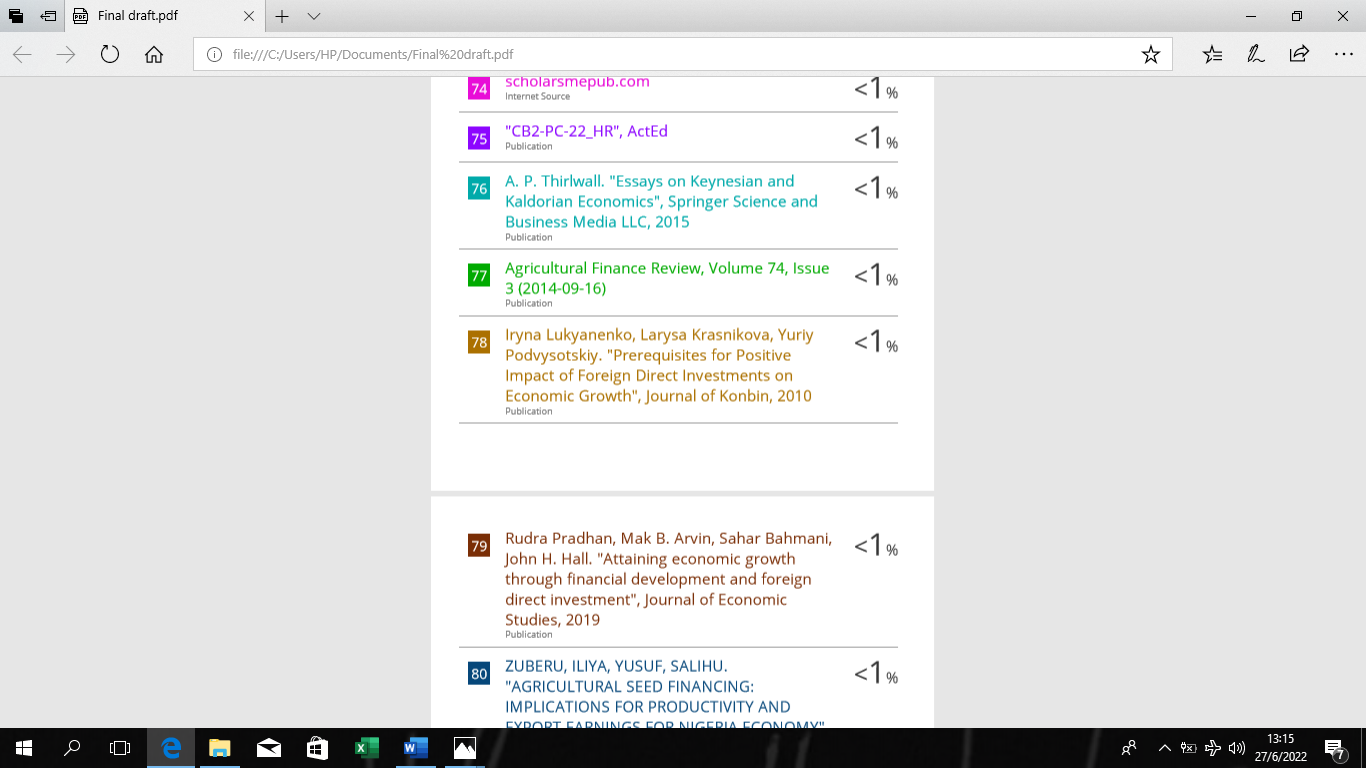 Final draft.pdf
file:///C:/Users/HP/Documents/Final%20draft.pdf
74 scholarsmepub.com <1%
Internet Source
75 "CB2-PC-22_HR", ActEd <1%
Publication
76 A. P. Thirlwall. "Essays on Keynesian and <1%
Kaldorian Economics", Springer Science and
Business Media LLC, 2015
Publication
77 Agricultural Finance Review, Volume 74, Issue <1%
3 (2014-09-16)
Publication
78 Iryna Lukyanenko, Larysa Krasnikova, Yuriy <1%
Podvysotskiy. "Prerequisites for Positive
Impact of Foreign Direct Investments on
Economic Growth", Journal of Konbin, 2010
Publication
79 Rudra Pradhan, Mak B. Arvin, Sahar Bahmani, <1%
John H. Hall. "Attaining economic growth
through financial development and foreign
direct investment", Journal of Economic
Studies, 2019
Publication
80 ZUBERU, ILIYA, YUSUF, SALIHU. <1%
"AGRICULTURAL SEED FINANCING:
IMPLICATIONS FOR PRODUCTIVITY AND
EXPORT EARNINGS FOR NIGERIA ECONOMY"
13:15
27/6/2022
7